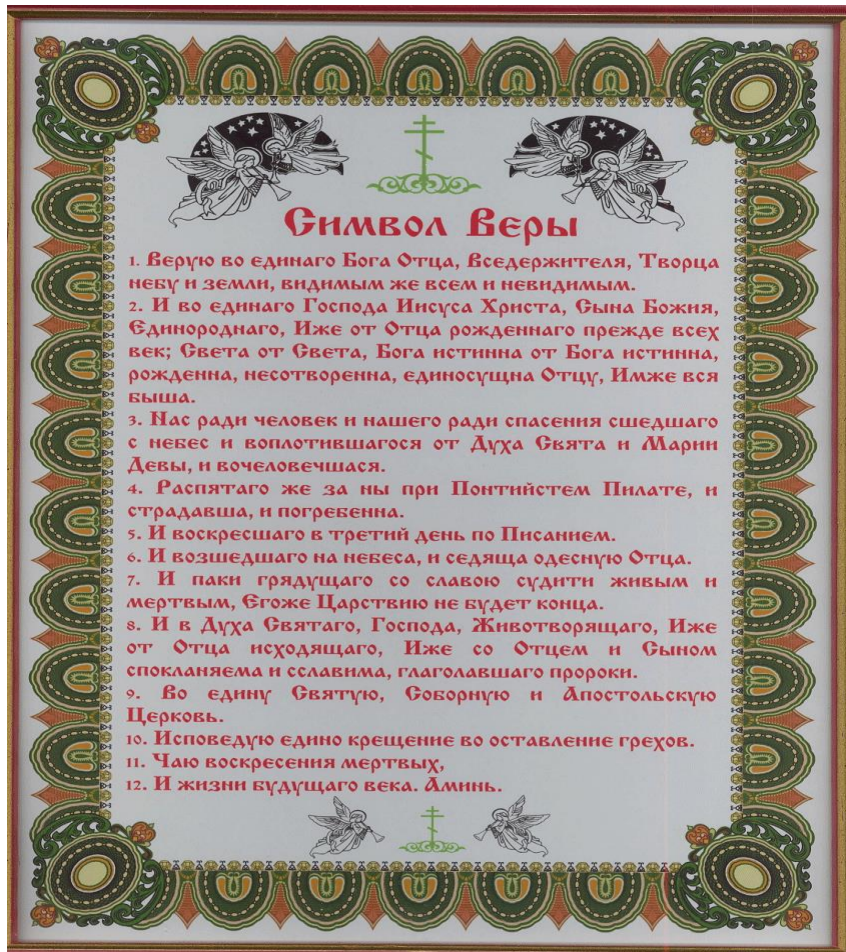 Символ Веры
1. Верую во единаго Бога Отца, Вседержителя, Творца
небу и земли, видимым же всем и невидимым.
2. И во единаго Господа Иисуса Христа, Сына Божия,
Единороднаго, Иже от Отца рожденнаго прежде всех
век; Света от Света, Бога истинна от Бога истинна,
рожденна, несотворенна, единосущна Отцу, Имже вся
быша.
3. Нас ради человек и нашего ради спасения сшедшаго
с небес и воплотившагося от Духа Свята и Марии
Девы, и вочеловечшася.
4. Распятаго же за ны при Понтийстем Пилате, и
страдавша, и погребенна.
5. И воскресшаго в третий день по Писанием.
6. И возшедшаго на небеса, и седяща одесную Отца.
7. И паки грядущаго со славою судити живым и
мертвым, Егоже Царствию не будет конца.
8. И в Духа Святаго, Господа, Животворящаго, Иже
от Отца исходящаго, Иже со Отцем и Сыном
спокланяема и сславима, глаголавшаго пророки.
9. Во едину Святую, Соборную и Апостольскую
Церковь.
10. Исповедую едино крещение во оставление грехов.
11. Чаю воскресения мертвых,
12. И жизни будущаго века. Аминь.